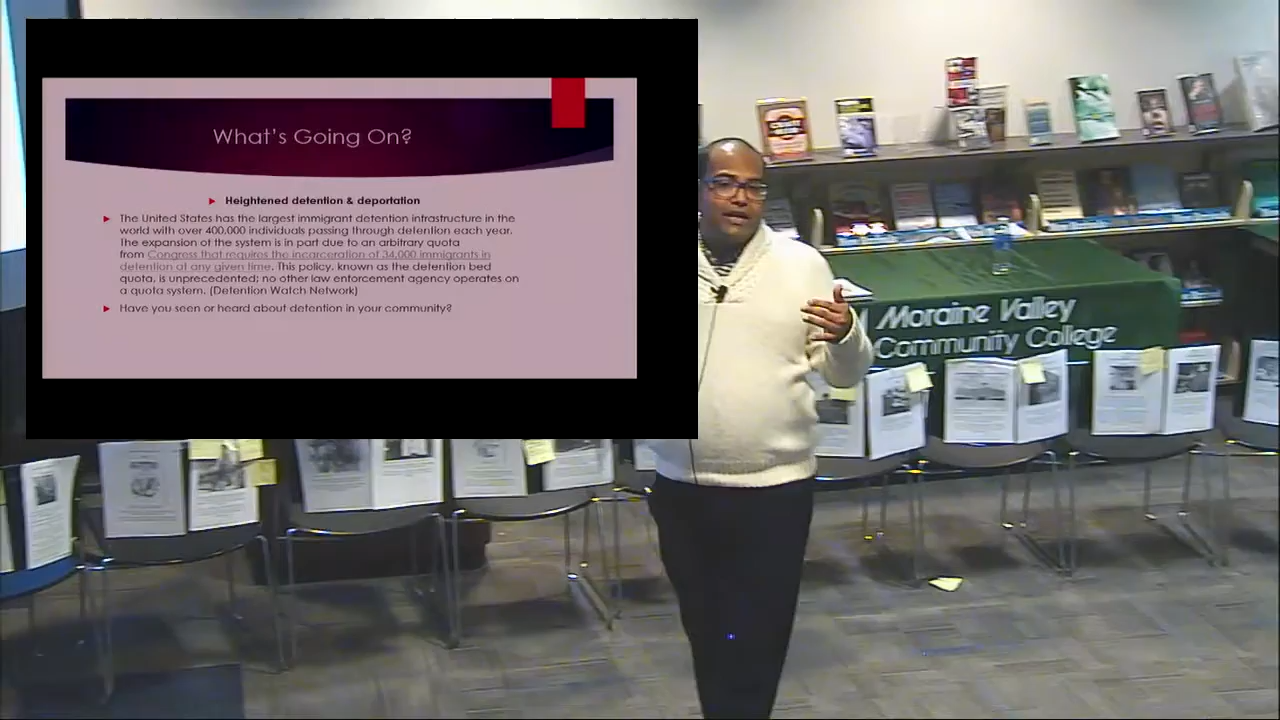 What's Going On?
Heightened detention & deportation
The United States has the largest immigrant detention infrastructure in the
world with over 400,000 individuals passing through detention each year.
The expansion of the system is in part due to an arbitrary quota
from Congress that requires the incarceration of 34,000 immigrants in
detention at any given time. This policy, known as the detention bed
quota, is unprecedented; no other law enforcement agency operates on
a quota system. (Detention Watch Network)
Have you seen or heard about detention in your community?
Moraine Valley
Community College